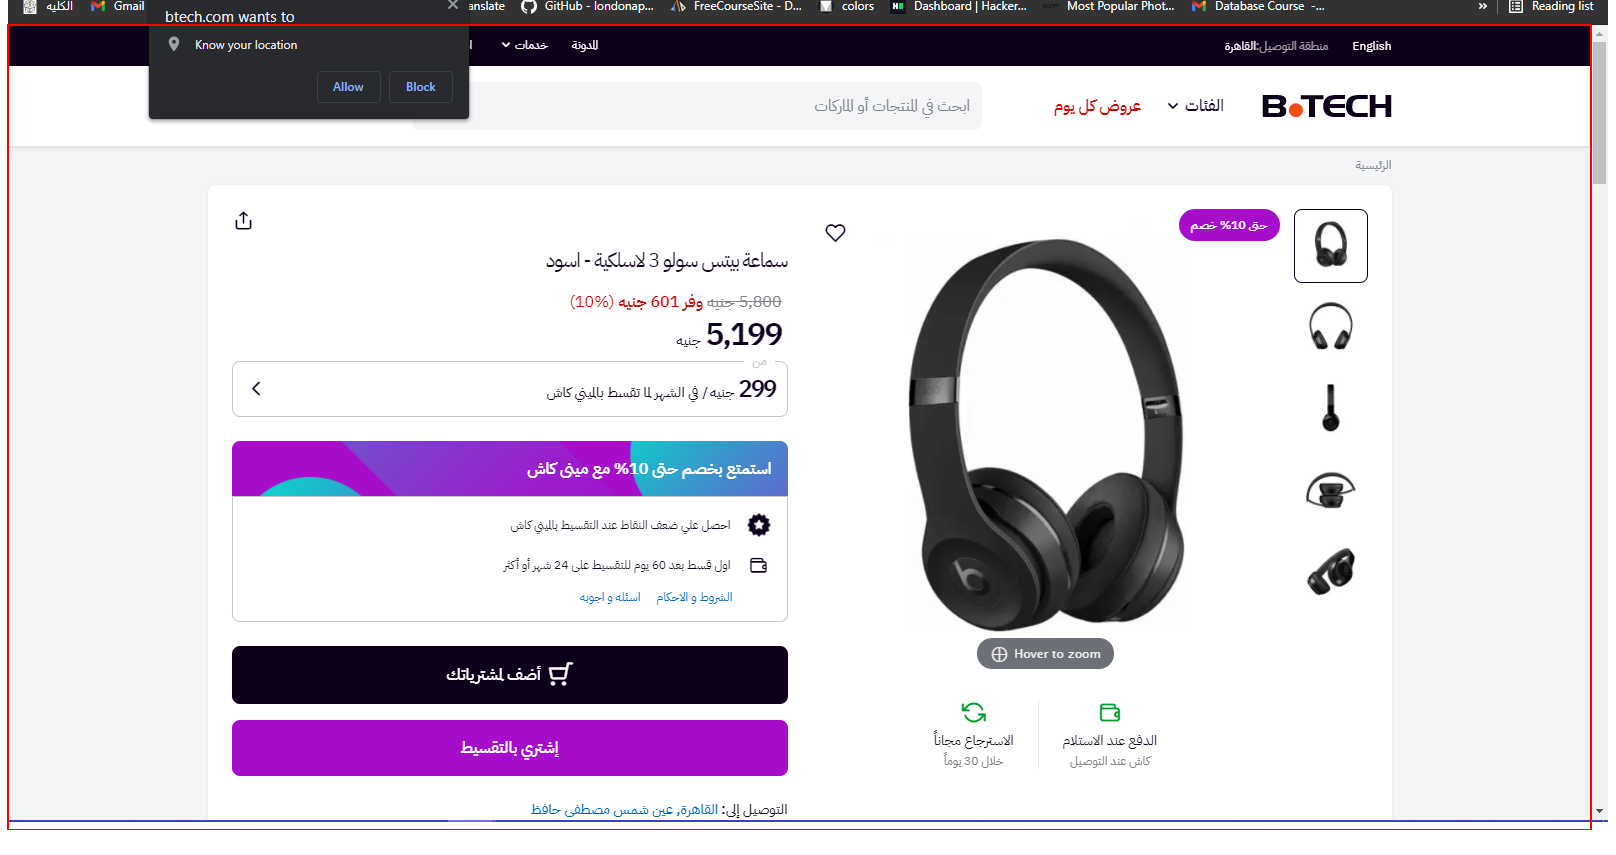 الكليه
Gmail
anslate
GitHub - londonap...
FreeCourseSite - D...
colors
Dashboard | Hacker...
Most Popular Phot...
Database Course -...
»
Reading list
btech.com wants to
Know your location
Allow
Block
English
منطقة التوصيل:القاهرة
المدونة
خدمات
B.TECH
الفئات
عروض كل يوم
ابحث في المنتجات أو الماركات
الرئيسية
حتى 10% خصم
سماعة بيتس سولو 3 لاسلكية - اسود
5,800 جنيه وفر 601 جنيه (10%)
5,199 جنيه
من
299 جنيه / في الشهر لما تقسط بالميني كاش
استمتع بخصم حتى 10% مع مينى كاش
احصل علي ضعف النقاط عند التقسيط بالميني كاش
اول قسط بعد 60 يوم للتقسيط على 24 شهر أو أكثر
الشروط و الاحكام
اسئله و اجوبه
أضف لمشترياتك
إشتري بالتقسيط
التوصيل إلى: القاهرة, عين شمس مصطفى حافظ
Hover to zoom
الدفع عند الاستلام
كاش عند التوصيل
الاسترجاع مجاناً
خلال 30 يوماً